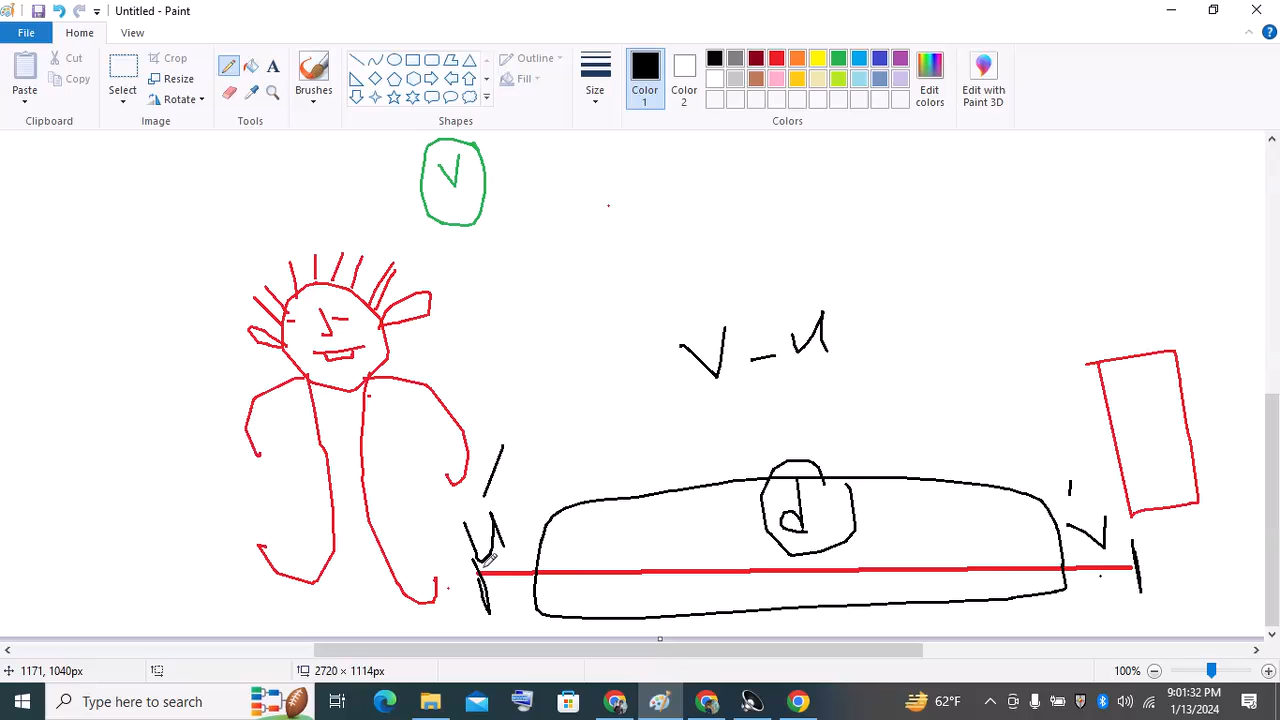 Untitled - Paint
File
Home
View
Paste
Cut
Copy
Clipboard
Select
Crop
Resize
Rotate
Image
Tools
Brushes
Outline
Fill
Shapes
Size
Color 1
Color 2
Edit colors
Colors
Edit with Paint 3D
V
V - u
d
u
V
1171, 1040px
2720 × 1114px
100%
Type here to search
62°F
9:01:32 PM
1/13/2024